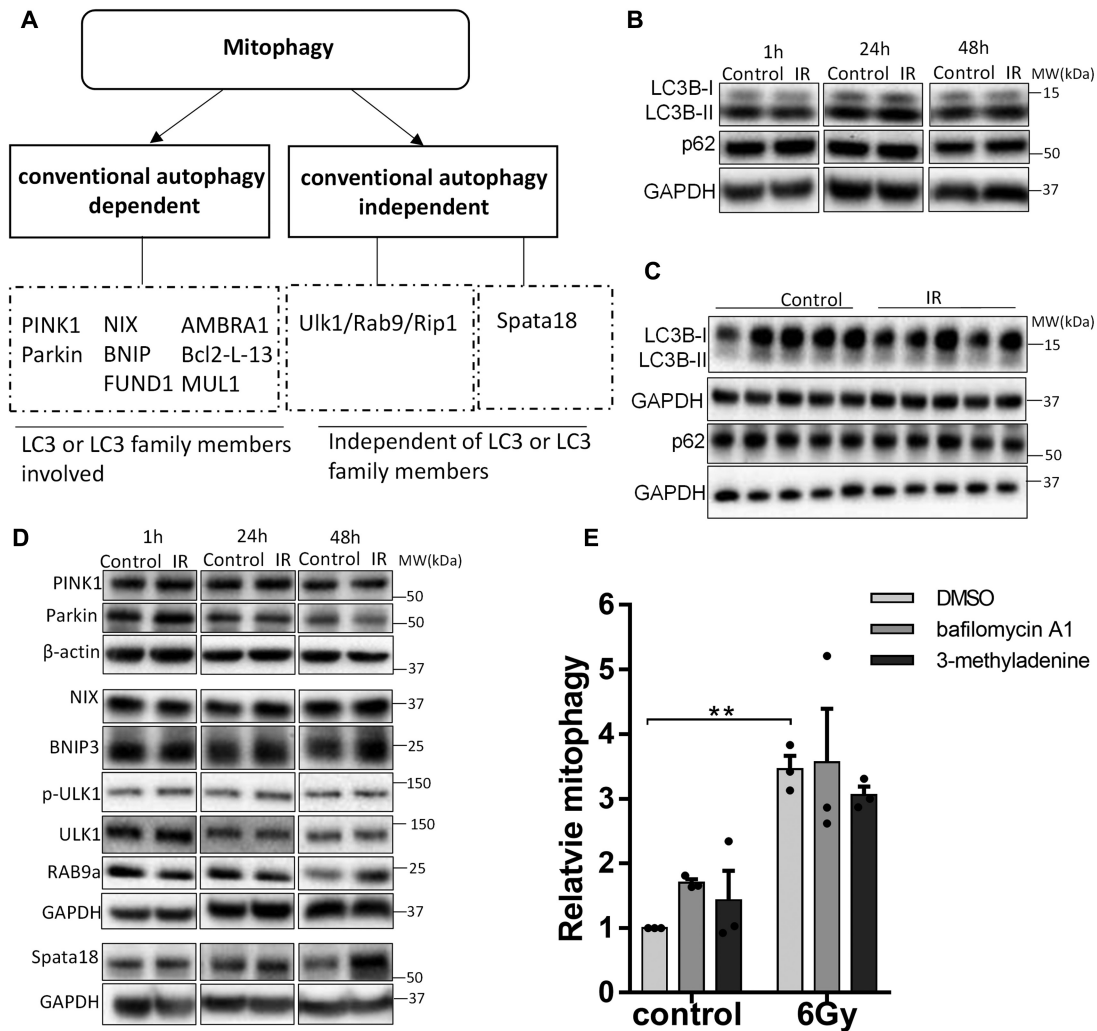 A
Mitophagy
conventional autophagy
dependent
conventional autophagy
independent
PINK1 NIX AMBRA1
Parkin BNIP Bcl2-L-13
FUND1 MUL1
Ulk1/Rab9/Rip1
Spata18
LC3 or LC3 family members
involved
Independent of LC3 or LC3
family members
B
1h 24h 48h
Control IR Control IR Control IR MW(kDa)
LC3B-I
15
LC3B-II
p62
50
GAPDH
37
C
Control IR
MW(kDa)
LC3B-I
15
LC3B-II
GAPDH
37
p62
50
37
GAPDH
D
1h 24h 48h
Control IR Control IR Control IR MW(kDa)
PINK1
50
Parkin
50
β-actin
37
NIX
37
BNIP3
25
150
p-ULK1
150
ULK1
RAB9a
25
GAPDH
37
Spata18
50
37
GAPDH
E
DMSO
bafilomycin A1
3-methyladenine
Relatvie mitophagy
6
5
4
3
2
1
0
**
control 6Gy